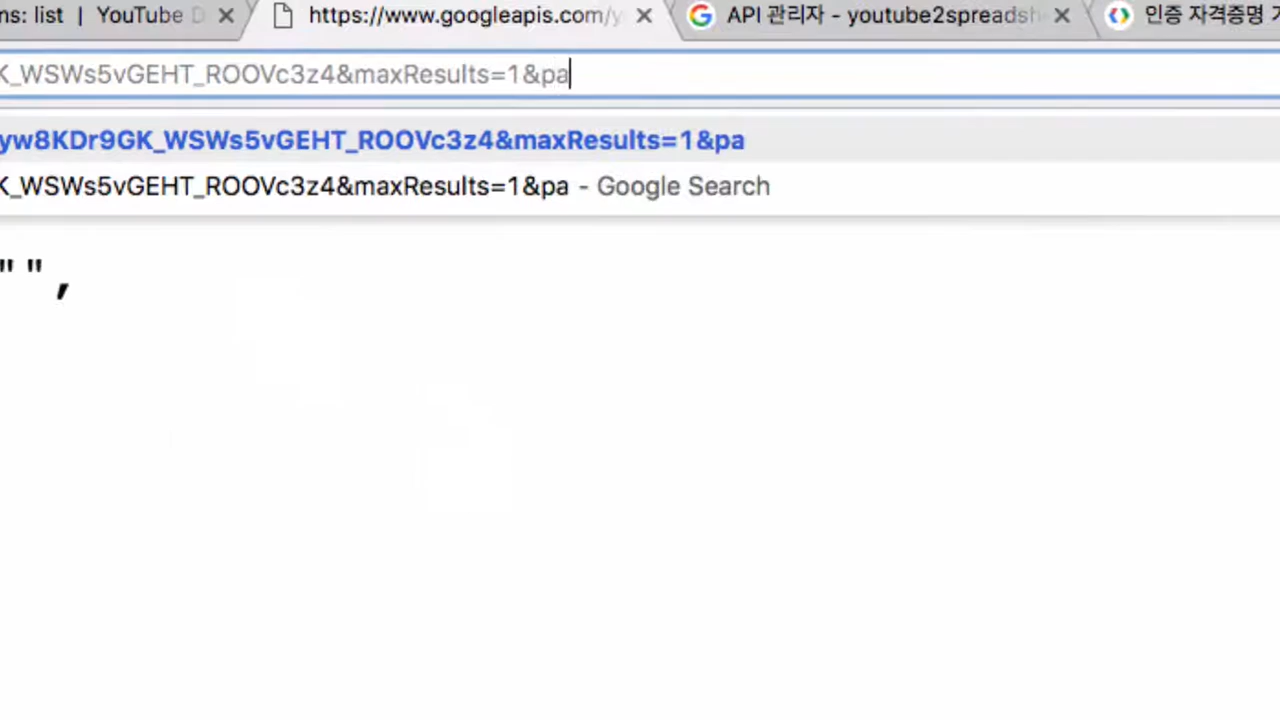 ns: list | YouTube D https://www.googleapis.com/y API 관리자 - youtube2spreadsh 인증 자격증명
K_WSWs5vGEHT_ROOVc3z4&maxResults=1&pa
yw8KDr9GK_WSWs5vGEHT_ROOVc3z4&maxResults=1&pa
K_WSWs5vGEHT_ROOVc3z4&maxResults=1&pa - Google Search
"",